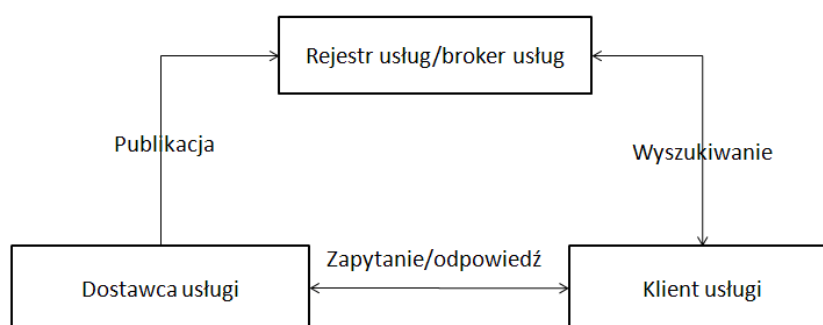 Rejestr usług/broker usług
Publikacja
Wyszukiwanie
Zapytanie/odpowiedź
Dostawca usługi
Klient usługi